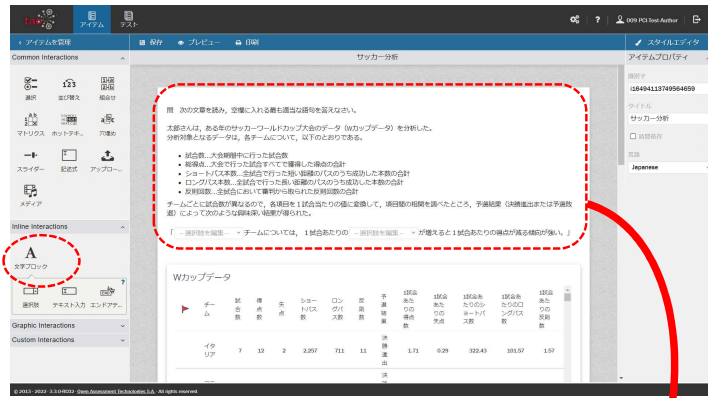 tao
アイテム
テスト
?
009 PCI-Test Author
アイテムを管理
保存
プレビュー
印刷
スタイルエディタ
Common Interactions
サッカー分析
アイテムプロパティ
選択
並び替え
組合せ
マトリクス
ホットテキ...
穴埋め
スライダー
記述式
アップロー...
メディア
Inline Interactions
A
文字ブロック
選択肢
テキスト入力
エンドアテ...
Graphic Interactions
Custom Interactions
問 次の文章を読み，空欄に入れる最も適当な語句を答えなさい。
太郎さんは，ある年のサッカーワールドカップ大会のデータ（Wカップデータ）を分析した。
分析対象となるデータは，各チームについて，以下のとおりである。
• 試合数…大会期間中に行った試合数
• 総得点…大会で行った試合すべてで獲得した得点の合計
• ショートパス本数…全試合で行った短い距離のパスのうち成功した本数の合計
• ロングパス本数…全試合で行った長い距離のパスのうち成功した本数の合計
• 反則回数…全試合において審判から取られた反則回数の合計
チームごとに試合数が異なるので，各項目を１試合当たりの値に変換して，項目間の相関を調べたところ，予選結果（決勝進出または予選敗
退）によって次のような興味深い結果が得られた。
「 --選択肢を編集-- チームについては，１試合あたりの --選択肢を編集-- が増えると１試合あたりの得点が減る傾向が強い。」
Wカップデータ
チーム 試合数 得点数 失点 ショートパス数 ロングパス数 反則数 予選結果 1試合あたりの得点数 1試合あたりの失点 1試合あたりのショートパス数 1試合あたりのロングパス数 1試合あたりの反則数
イタリア 7 12 2 2,257 711 11 決勝進出 1.71 0.29 322.43 101.57 1.57
識別子
i16494113749564659
タイトル
サッカー分析
時間依存
言語
Japanese
© 2013 - 2022 · 3.3.0-RC02 · Open Assessment Technologies S.A. · All rights reserved.